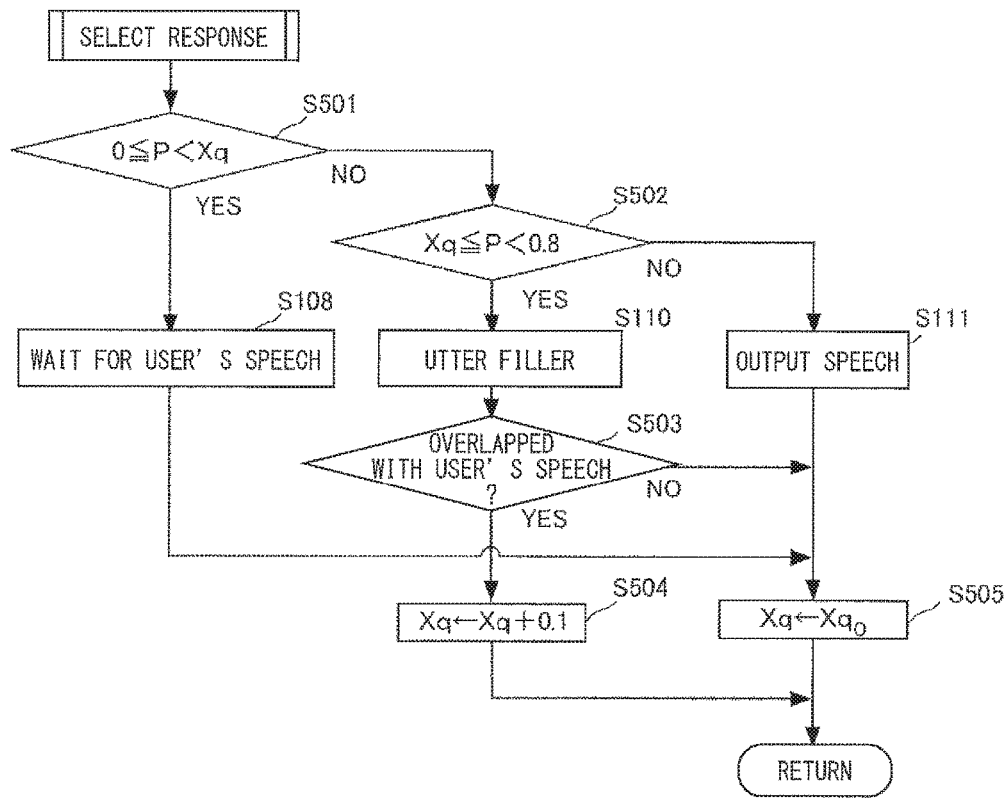 SELECT RESPONSE
S501
0≦P<Xq
NO
YES
S502
Xq≦P<0.8
NO
YES
S108
WAIT FOR USER'S SPEECH
S110
UTTER FILLER
S111
OUTPUT SPEECH
S503
OVERLAPPED
WITH USER'S SPEECH
?
NO
YES
S504
Xq←Xq+0.1
S505
Xq←Xq₀
RETURN